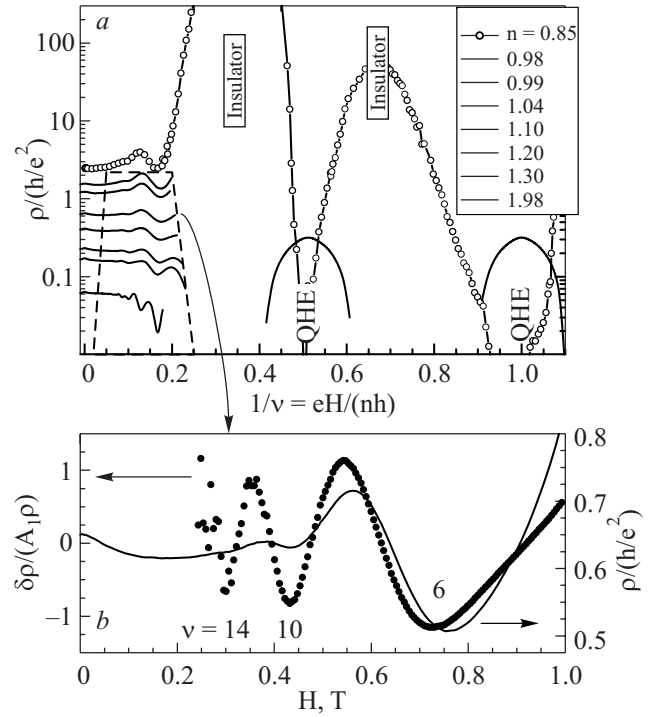 a
100
10
1
0.1
ρ/(h/e²)
Insulator
Insulator
n = 0.85
0.98
0.99
1.04
1.10
1.20
1.30
1.98
QHE
QHE
0 0.2 0.4 0.6 0.8 1.0
1/ν = eH/(nh)
1
0
−1
δρ/(A₁ρ)
b
ν = 14 10 6
0.8
0.7
0.6
0.5
ρ/(h/e²)
0 0.2 0.4 0.6 0.8 1.0
H, T